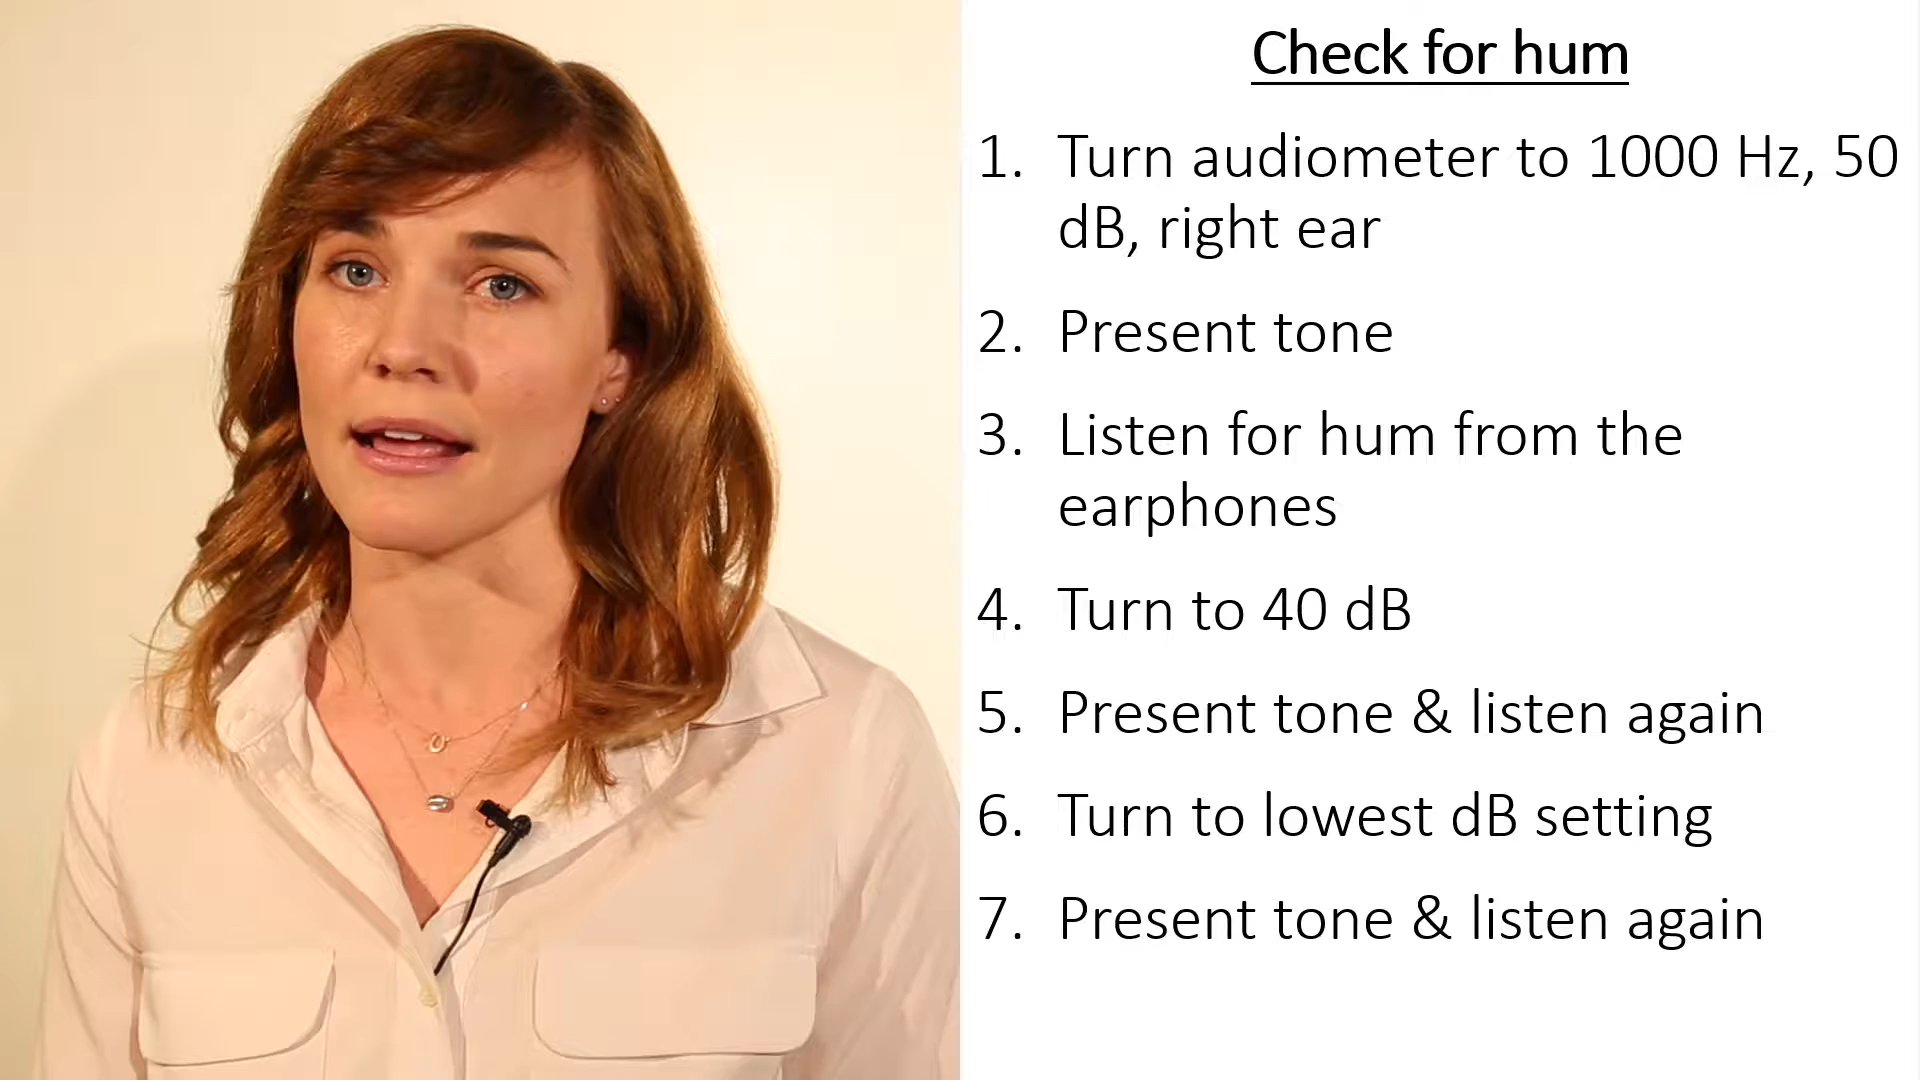 Check for hum
1. Turn audiometer to 1000 Hz, 50
dB, right ear
2. Present tone
3. Listen for hum from the
earphones
4. Turn to 40 dB
5. Present tone & listen again
6. Turn to lowest dB setting
7. Present tone & listen again